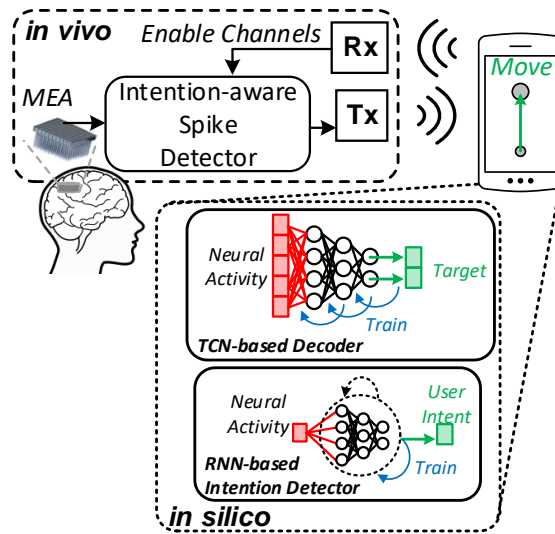 in vivo
Enable Channels
Rx
MEA
Intention-aware
Spike
Detector
Tx
Move
Neural
Activity
Target
Train
TCN-based Decoder
Neural
Activity
User
Intent
RNN-based
Intention Detector
Train
in silico